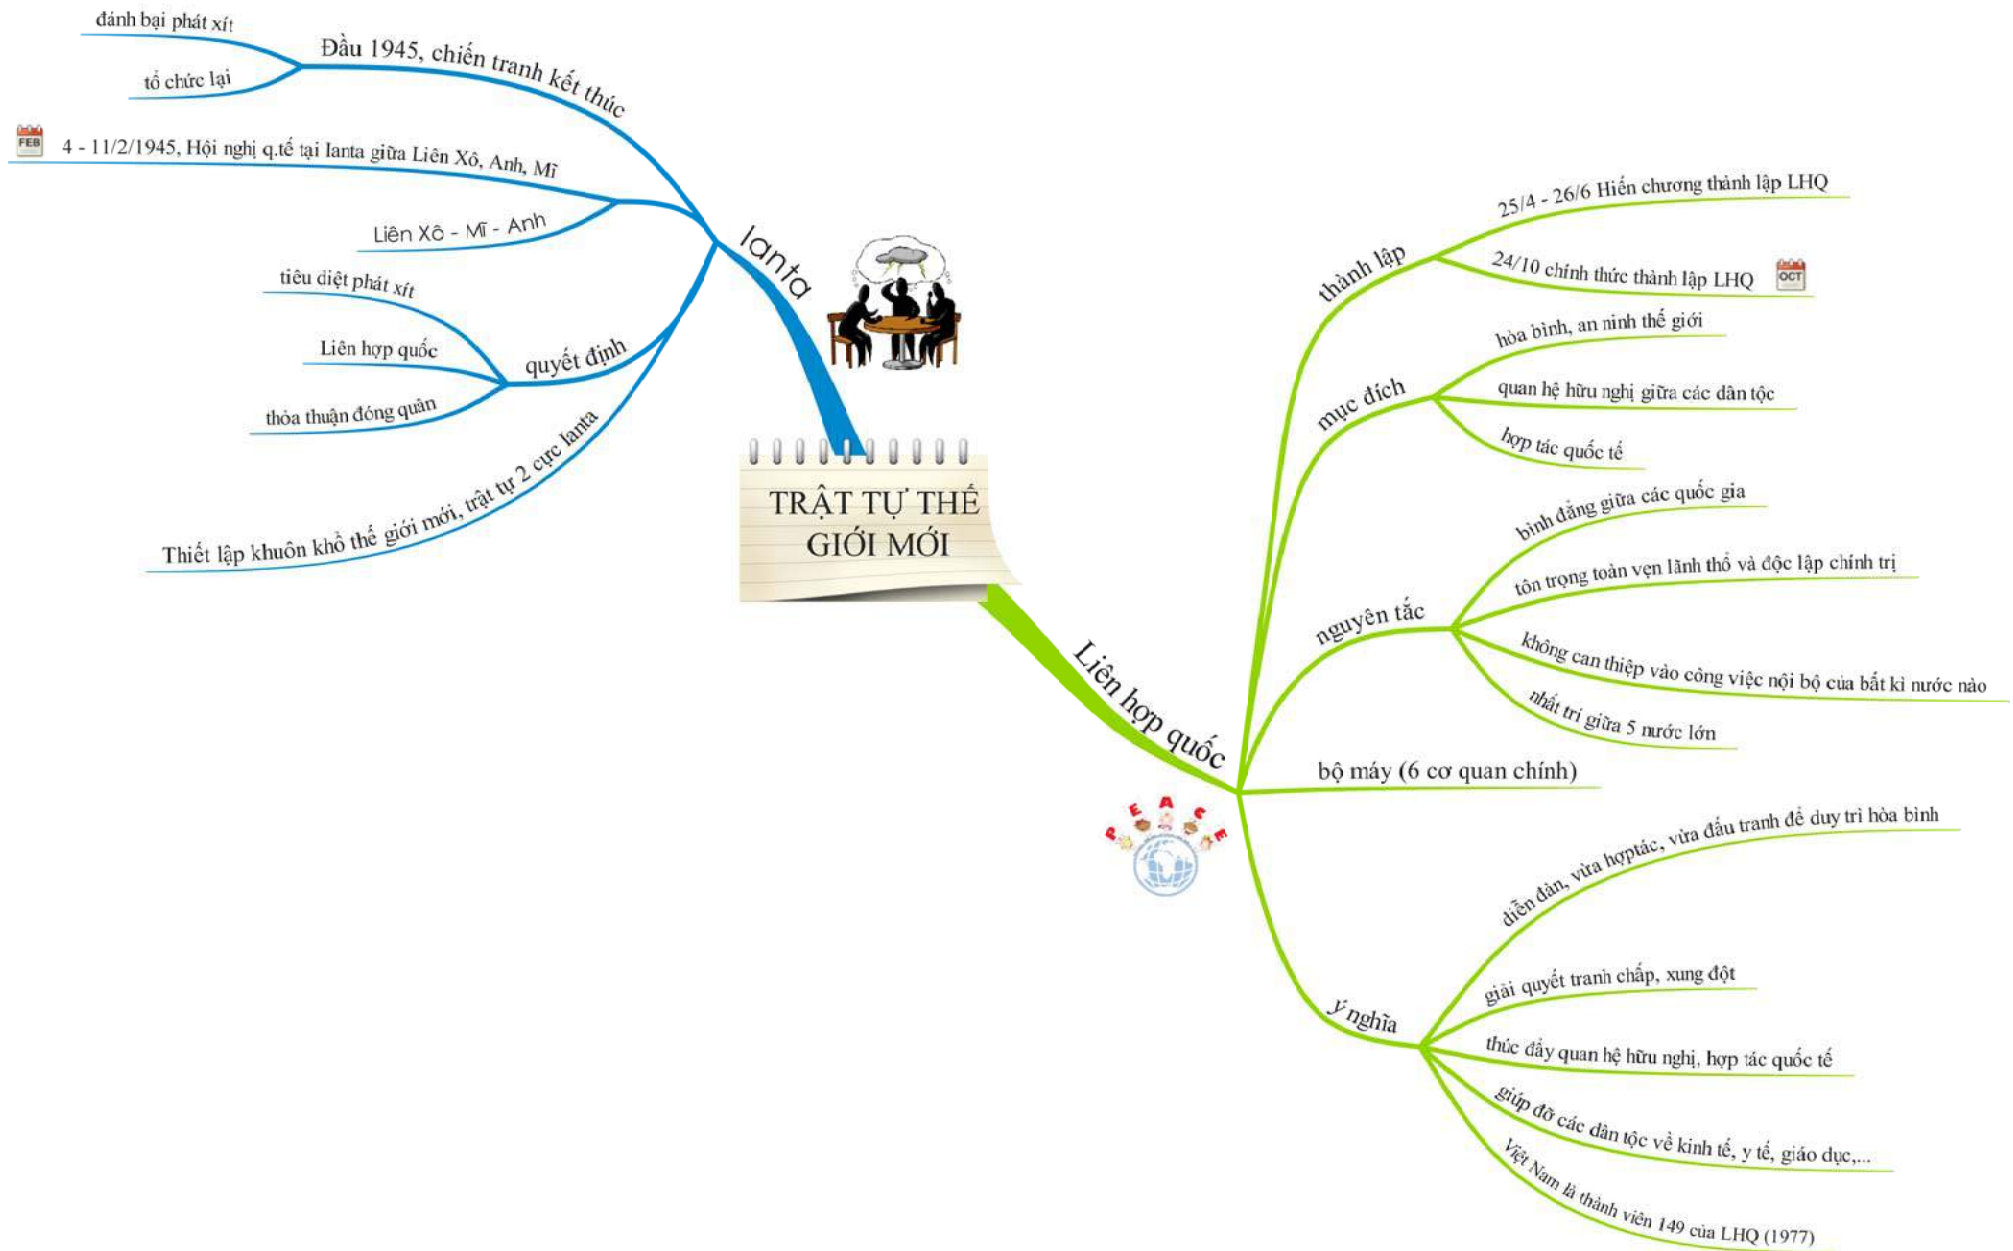 TRẬT TỰ THẾ
GIỚI MỚI
Ianta
Đầu 1945, chiến tranh kết thúc
đánh bại phát xít
tổ chức lại
FEB
4 - 11/2/1945, Hội nghị q.tế tại Ianta giữa Liên Xô, Anh, Mĩ
Liên Xô - Mĩ - Anh
quyết định
tiêu diệt phát xít
Liên hợp quốc
thỏa thuận đóng quân
Thiết lập khuôn khổ thế giới mới, trật tự 2 cực Ianta
Liên hợp quốc
PEACE
thành lập
25/4 - 26/6 Hiến chương thành lập LHQ
24/10 chính thức thành lập LHQ
OCT
mục đích
hòa bình, an ninh thế giới
quan hệ hữu nghị giữa các dân tộc
hợp tác quốc tế
nguyên tắc
bình đẳng giữa các quốc gia
tôn trọng toàn vẹn lãnh thổ và độc lập chính trị
không can thiệp vào công việc nội bộ của bất kì nước nào
nhất trí giữa 5 nước lớn
bộ máy (6 cơ quan chính)
ý nghĩa
diễn đàn, vừa hợptác, vừa đấu tranh để duy trì hòa bình
giải quyết tranh chấp, xung đột
thúc đẩy quan hệ hữu nghị, hợp tác quốc tế
giúp đỡ các dân tộc về kinh tế, y tế, giáo dục,...
Việt Nam là thành viên 149 của LHQ (1977)